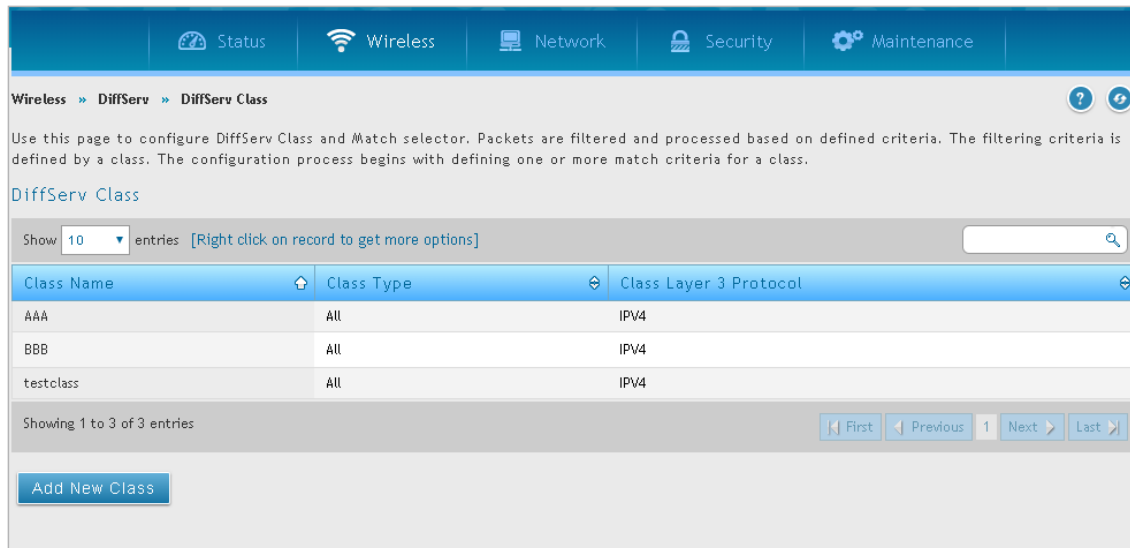 Status Wireless Network Security Maintenance
Wireless » DiffServ » DiffServ Class
?
Use this page to configure DiffServ Class and Match selector. Packets are filtered and processed based on defined criteria. The filtering criteria is
defined by a class. The configuration process begins with defining one or more match criteria for a class.
DiffServ Class
Show 10 entries [Right click on record to get more options]
Class Name Class Type Class Layer 3 Protocol
AAA All IPV4
BBB All IPV4
testclass All IPV4
Showing 1 to 3 of 3 entries First Previous 1 Next Last
Add New Class